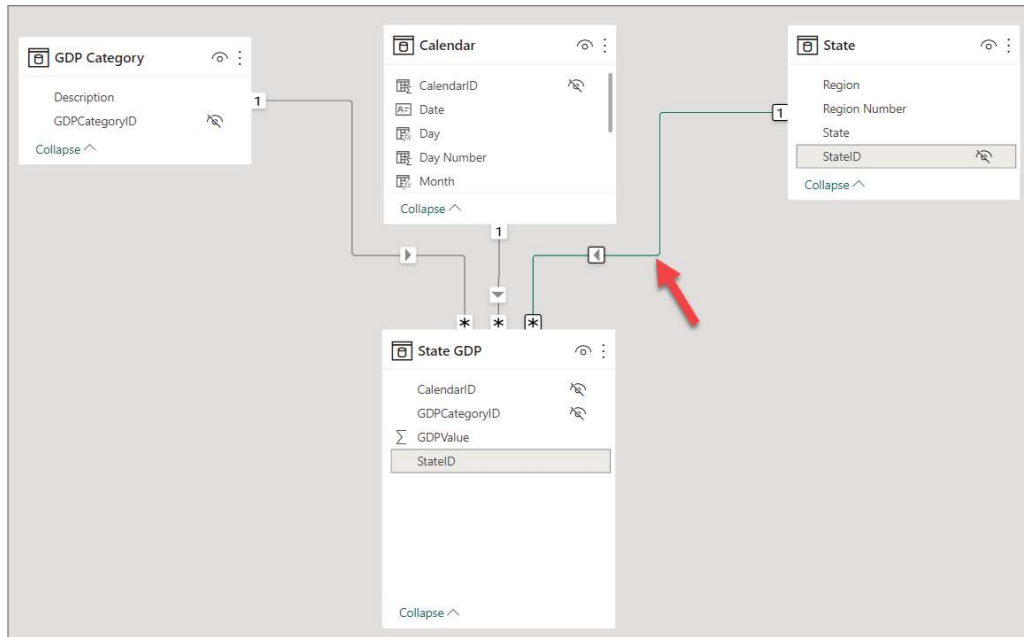 GDP Category
Description
GDPCategoryID
Collapse
1
Calendar
CalendarID
Date
Day
Day Number
Month
Collapse
1
State
Region
Region Number
State
StateID
Collapse
1
* * *
State GDP
CalendarID
GDPCategoryID
∑ GDPValue
StateID
Collapse